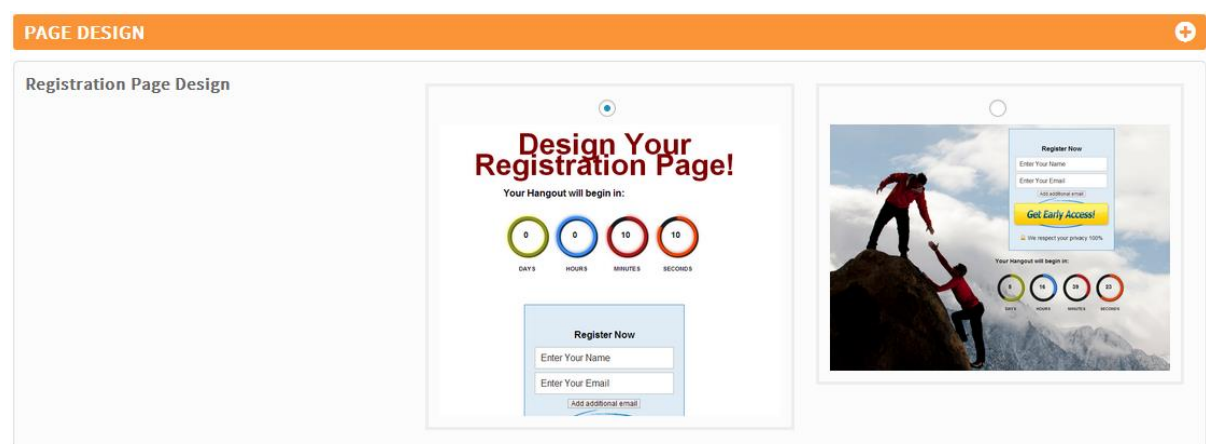 PAGE DESIGN
Registration Page Design
Design Your
Registration Page!
Your Hangout will begin in:
0 0 10 10
DAYS HOURS MINUTES SECONDS
Register Now
Enter Your Name
Enter Your Email
Add additional email
Register Now
Enter Your Name
Enter Your Email
Add additional email
Get Early Access!
We respect your privacy 100%
Your Hangout will begin in:
DAYS HOURS MINUTES SECONDS